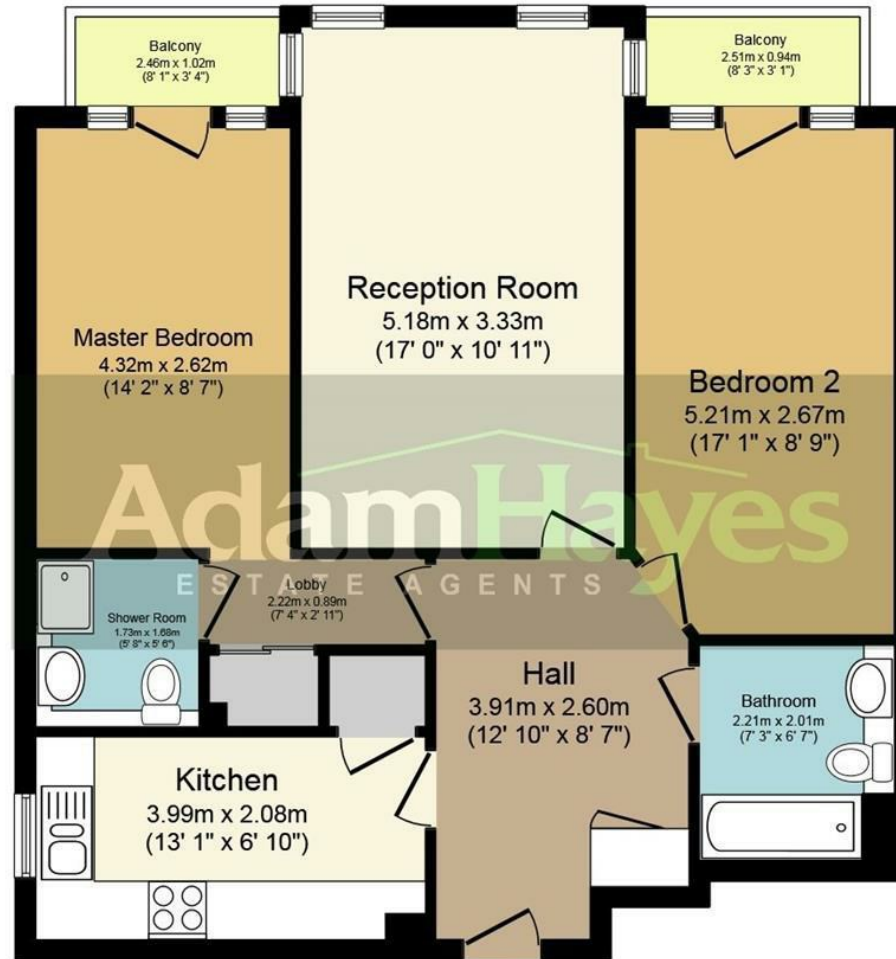 Balcony
2.46m x 1.02m
(8' 1" x 3' 4")
Balcony
2.51m x 0.94m
(8' 3" x 3' 1")
Reception Room
5.18m x 3.33m
(17' 0" x 10' 11")
Master Bedroom
4.32m x 2.62m
(14' 2" x 8' 7")
Bedroom 2
5.21m x 2.67m
(17' 1" x 8' 9")
AdamHayes
ESTATE AGENTS
Lobby
2.22m x 0.89m
(7' 4" x 2' 11")
Shower Room
1.73m x 1.68m
(5' 8" x 5' 6")
Hall
3.91m x 2.60m
(12' 10" x 8' 7")
Bathroom
2.21m x 2.01m
(7' 3" x 6' 7")
Kitchen
3.99m x 2.08m
(13' 1" x 6' 10")